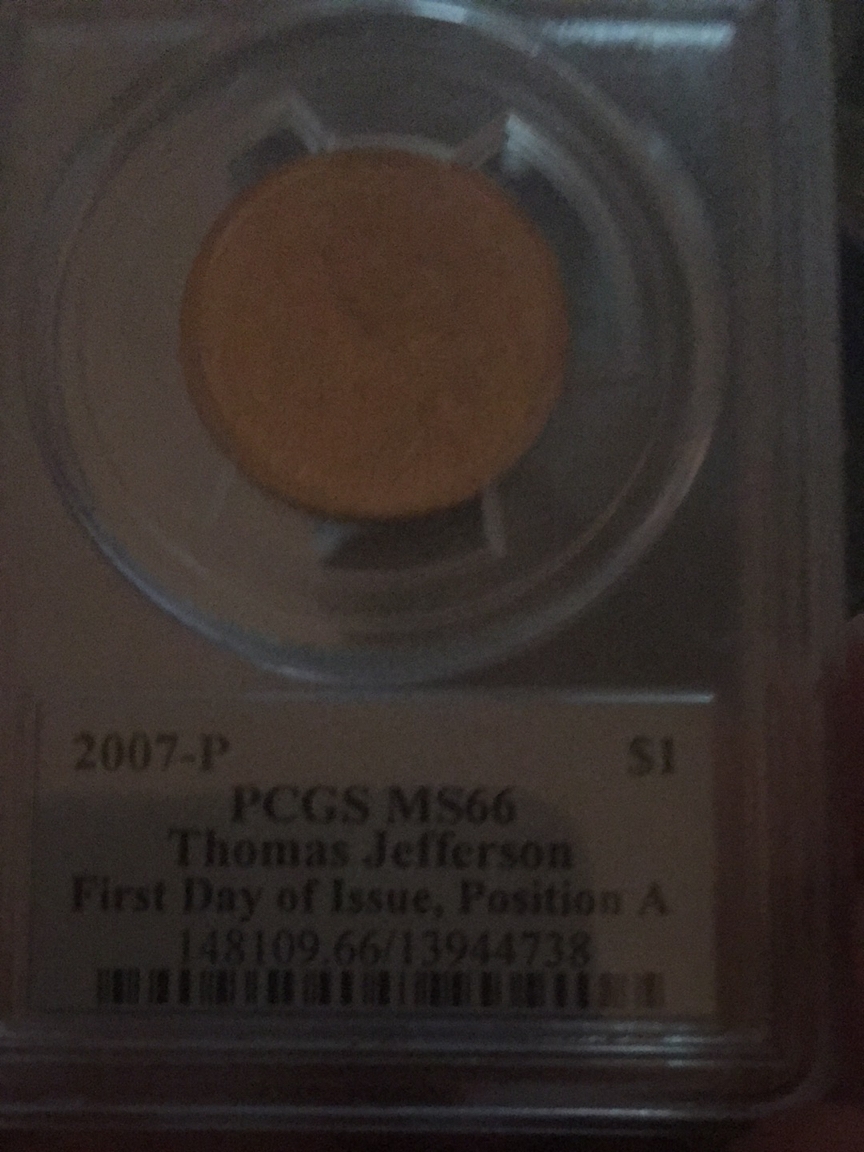 2007-P $1
PCGS MS66
Thomas Jefferson
First Day of Issue, Position A
148109.66/13944738